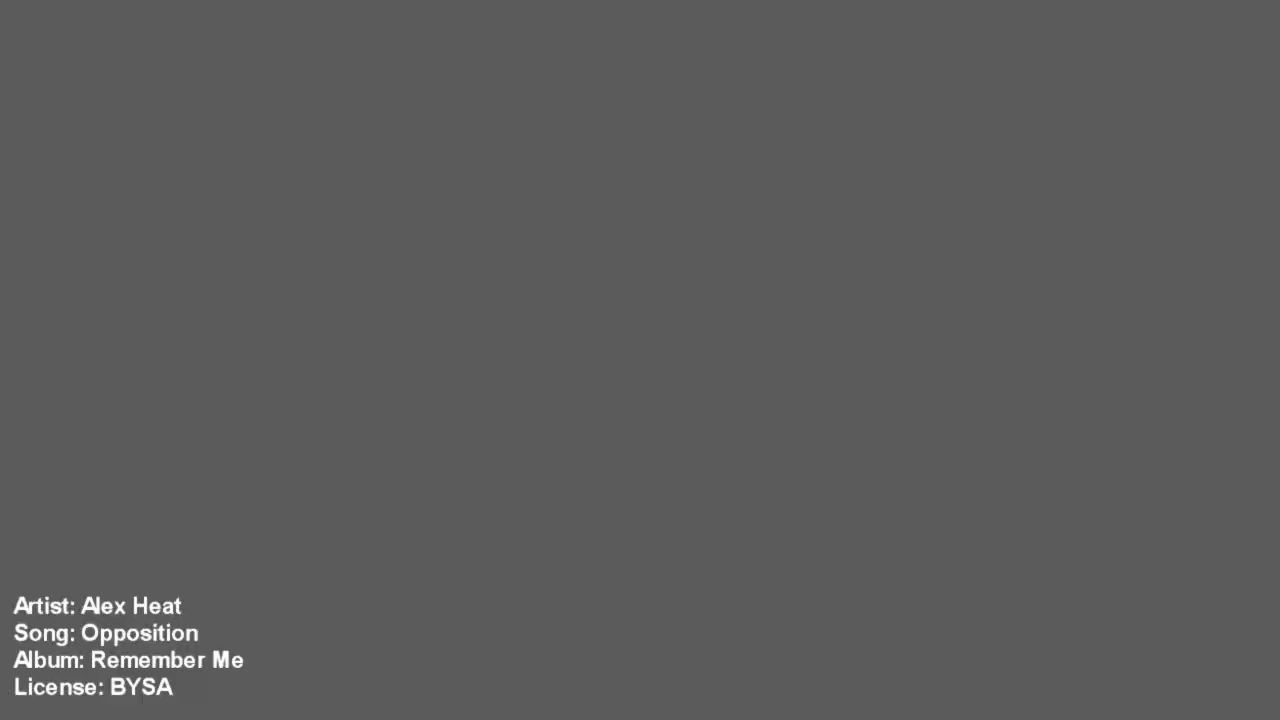 Artist: Alex Heat
Song: Opposition
Album: Remember Me
License: BYSA